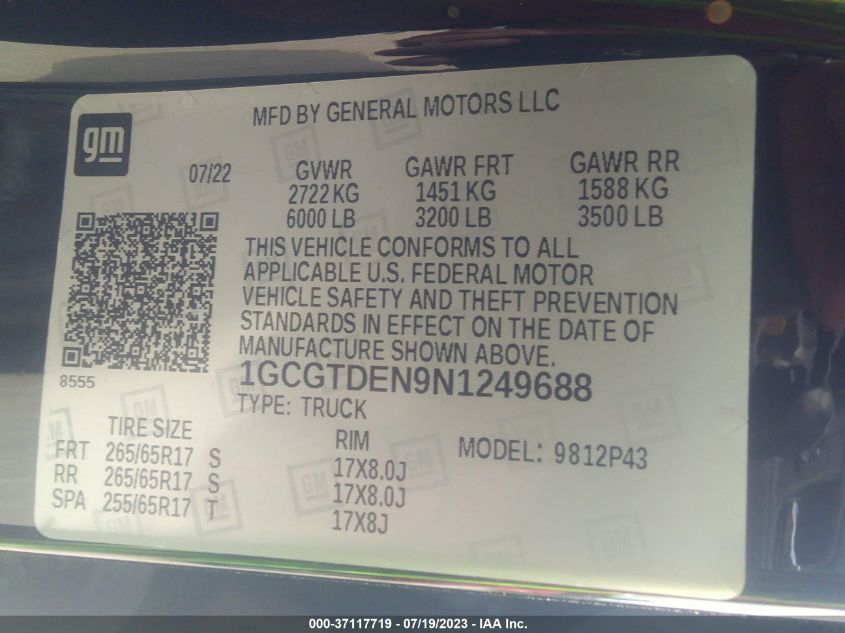 MFD BY GENERAL MOTORS LLC
gm
07/22 GVWR GAWR FRT GAWR RR
2722 KG 1451 KG 1588 KG
6000 LB 3200 LB 3500 LB
THIS VEHICLE CONFORMS TO ALL
APPLICABLE U.S. FEDERAL MOTOR
VEHICLE SAFETY AND THEFT PREVENTION
STANDARDS IN EFFECT ON THE DATE OF
MANUFACTURE SHOWN ABOVE.
8555
1GCGTDEN9N1249688
TYPE: TRUCK
TIRE SIZE RIM MODEL: 9812P43
FRT 265/65R17 S 17X8.0J
RR 265/65R17 S 17X8.0J
SPA 255/65R17 T 17X8J
000-37117719 - 07/19/2023 - IAA Inc.